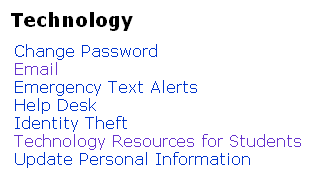 Technology
Change Password
Email
Emergency Text Alerts
Help Desk
Identity Theft
Technology Resources for Students
Update Personal Information